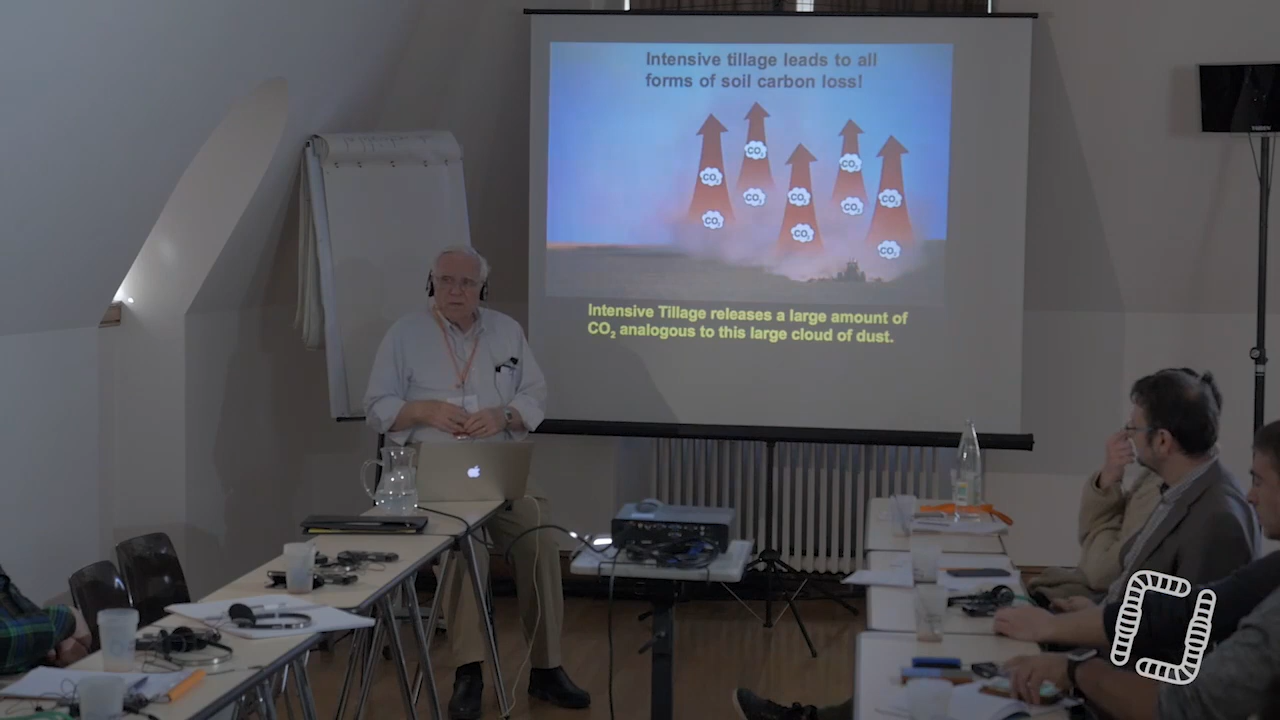 Intensive tillage leads to all
forms of soil carbon loss!
CO₂
CO₂
CO₂
CO₂
CO₂
CO₂
CO₂
CO₂
CO₂
CO₂
Intensive Tillage releases a large amount of
CO₂ analogous to this large cloud of dust.